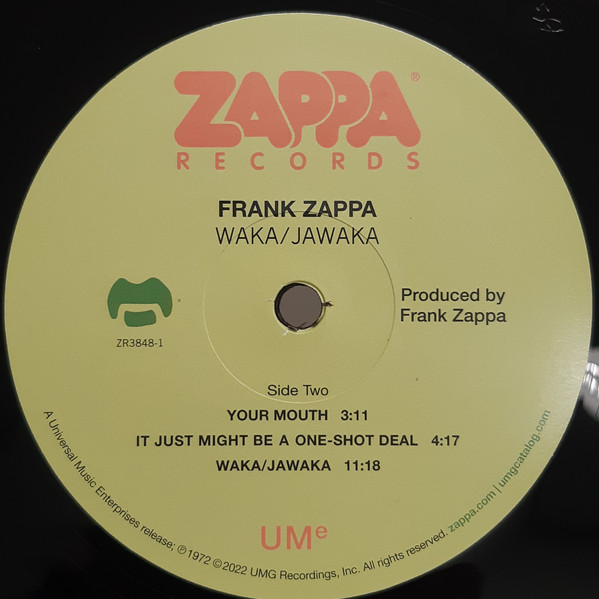 ZAPPA®
RECORDS
FRANK ZAPPA
WAKA/JAWAKA
Produced by
Frank Zappa
ZR3848-1
Side Two
YOUR MOUTH 3:11
IT JUST MIGHT BE A ONE-SHOT DEAL 4:17
WAKA/JAWAKA 11:18
UMe
A Universal Music Enterprises release; ℗1972 ©2022 UMG Recordings, Inc. All rights reserved. zappa.com | umgcatalog.com